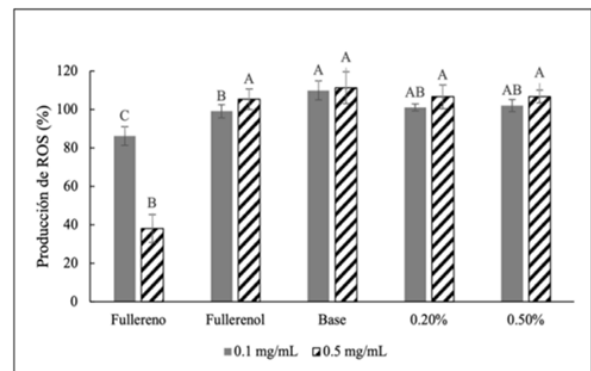 Producción de ROS (%)
120
100
80
60
40
20
0
C
B
B
A
A
A
AB
A
AB
A
Fullereno
Fullerenol
Base
0.20%
0.50%
0.1 mg/mL
0.5 mg/mL